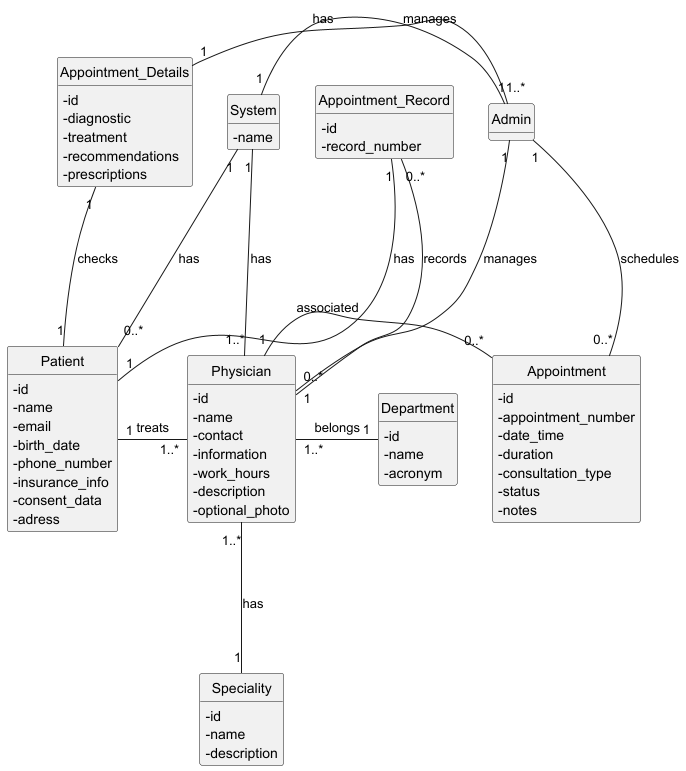 has
manages
1
Appointment_Details
-id
-diagnostic
-treatment
-recommendations
-prescriptions
1
System
-name
Appointment_Record
-id
-record_number
11..*
Admin
1
1
1
1
0..*
1
1
checks
has
has
has
records
manages
schedules
associated
1
0..*
1
1..*
1
0..*
0..*
0..*
1
Patient
-id
-name
-email
-birth_date
-phone_number
-insurance_info
-consent_data
-adress
1 treats
1..*
Physician
-id
-name
-contact
-information
-work_hours
-description
-optional_photo
belongs 1
1..*
Department
-id
-name
-acronym
Appointment
-id
-appointment_number
-date_time
-duration
-consultation_type
-status
-notes
1..*
has
1
Speciality
-id
-name
-description